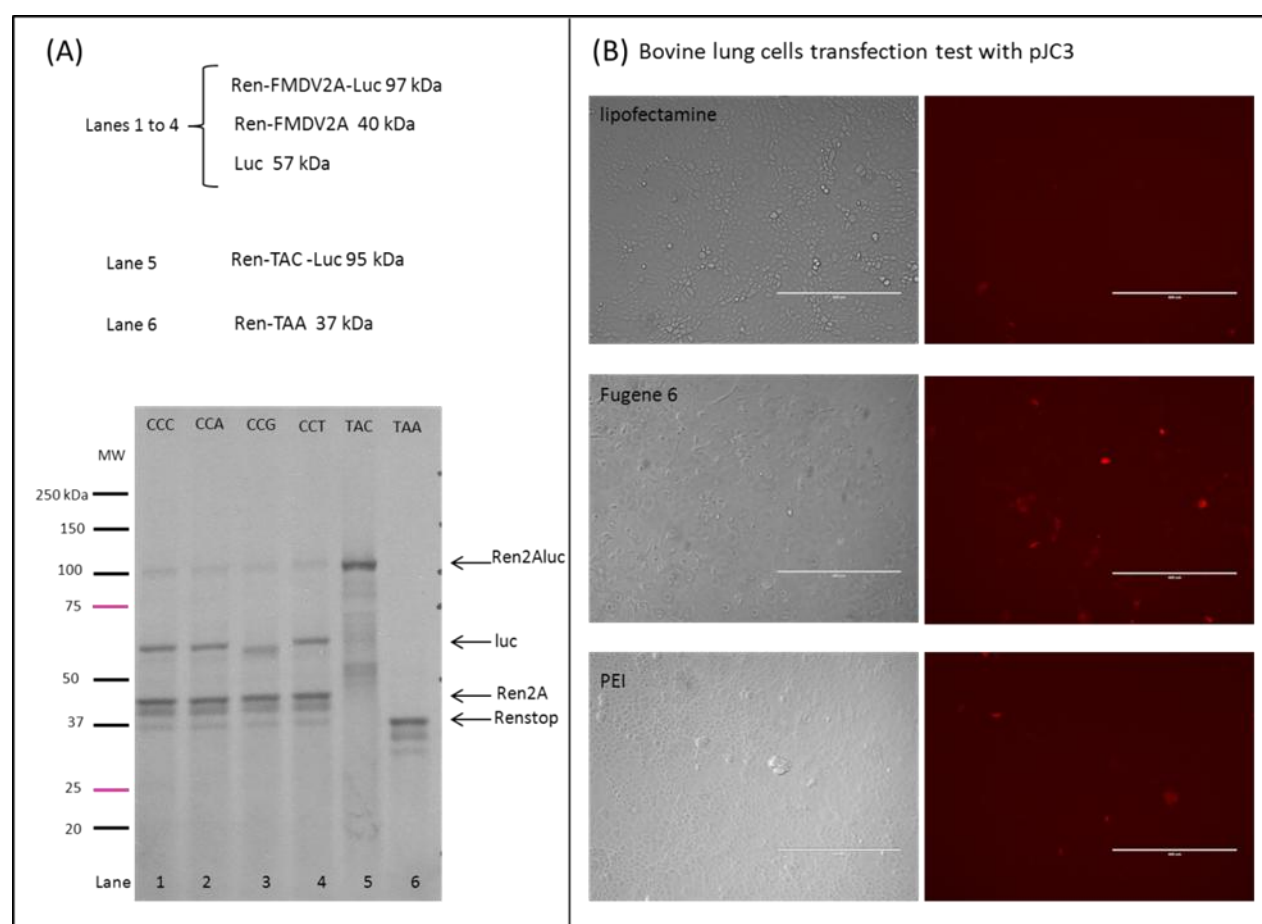 (A)
Ren-FMDV2A-Luc 97 kDa
Lanes 1 to 4
Ren-FMDV2A 40 kDa
Luc 57 kDa
Lane 5
Ren-TAC -Luc 95 kDa
Lane 6
Ren-TAA 37 kDa
CCC CCA CCG CCT TAC TAA
MW
250 kDa
150
100
75
50
37
25
20
Ren2Aluc
luc
Ren2A
Renstop
Lane 1 2 3 4 5 6
(B) Bovine lung cells transfection test with pJC3
lipofectamine
Fugene 6
PEI